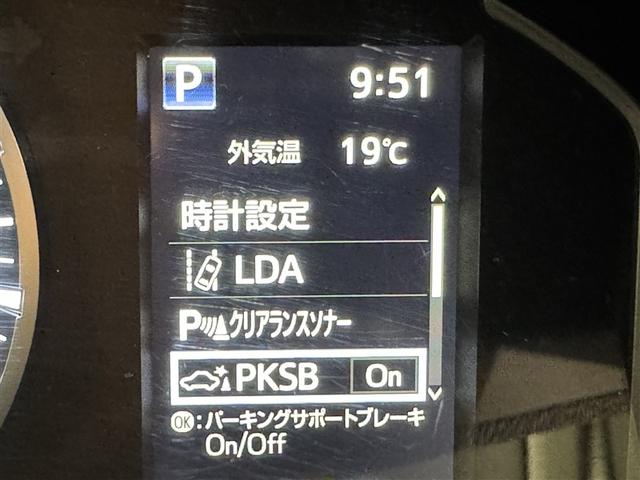 P 9:51
外気温 19℃
時計設定
LDA
Pクリアランスソナー
PKSB On
OK:パーキングサポートブレーキ
On/Off